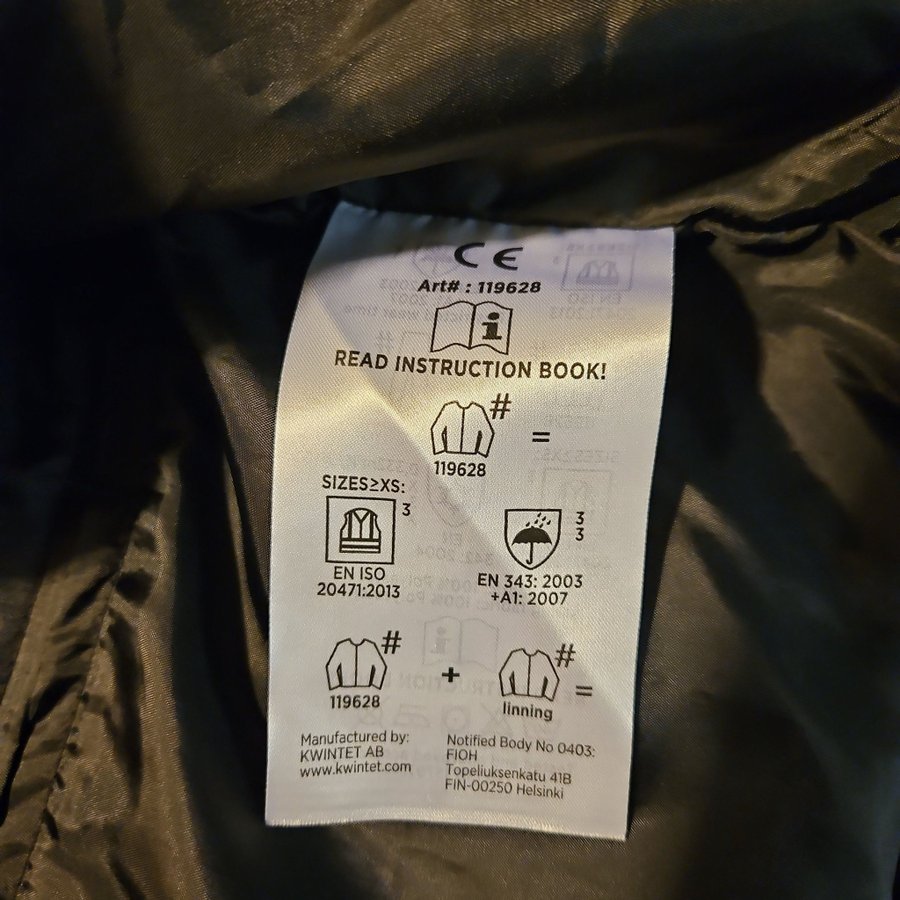 CE
Art# : 119628
i
READ INSTRUCTION BOOK!
#
119628 =
SIZES≥XS:
3
EN ISO
20471:2013
3
3
EN 343: 2003
+A1: 2007
# + # =
119628 linning
Manufactured by:
KWINTET AB
www.kwintet.com
Notified Body No 0403:
FIOH
Topeliuksenkatu 41B
FIN-00250 Helsinki